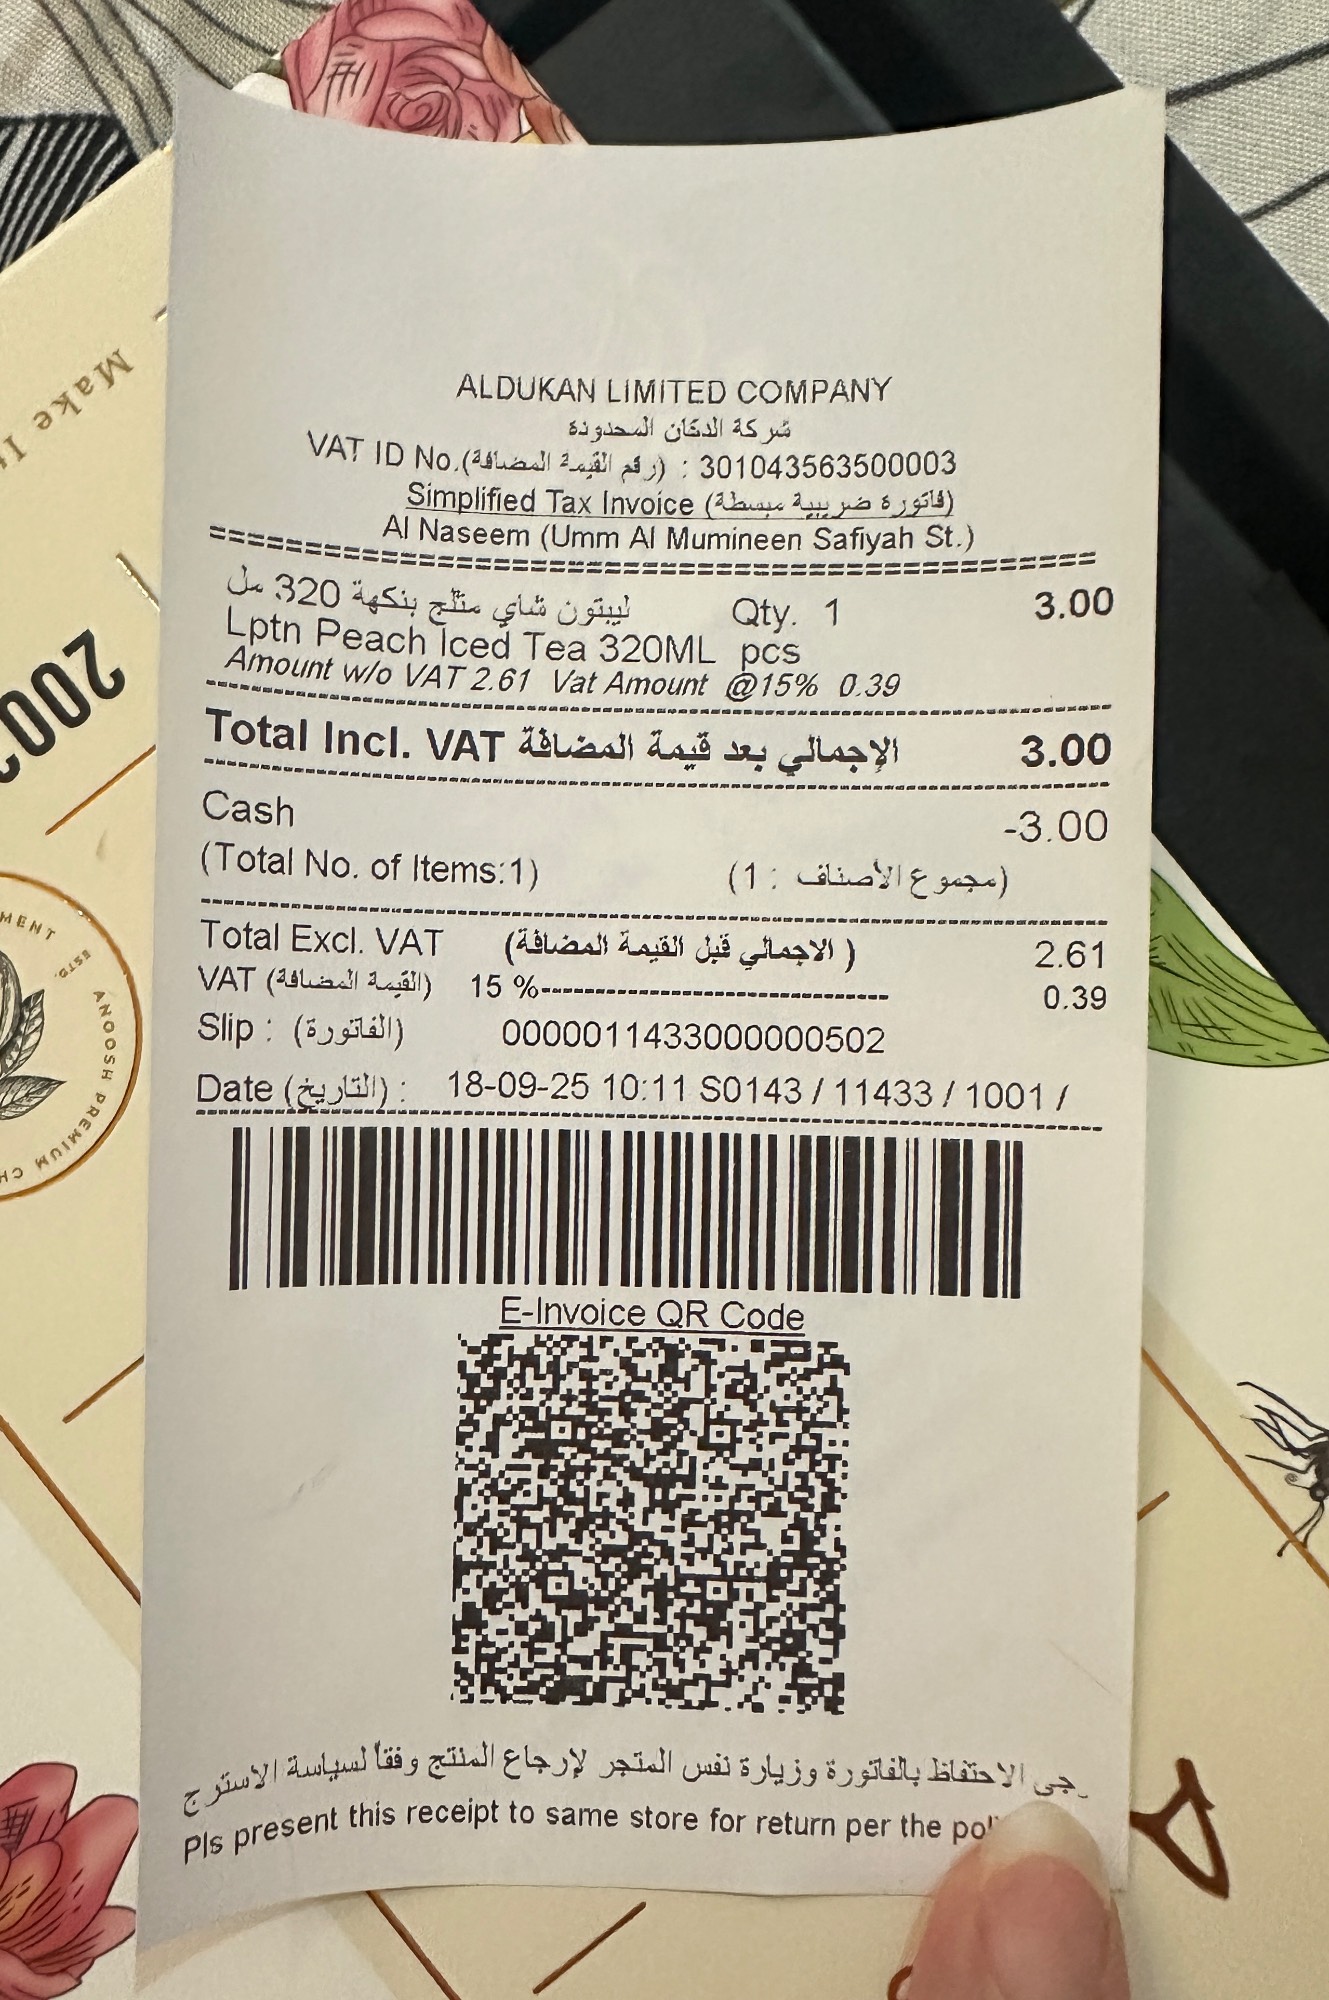 ALDUKAN LIMITED COMPANY
شركة الدكان المحدودة
VAT ID No.(رقم القيمة المضافة) : 301043563500003
Simplified Tax Invoice (فاتورة ضريبية مبسطة)
Al Naseem (Umm Al Mumineen Safiyah St.)
ليبتون شاي مثلج بنكهة 320 مل Qty. 1 3.00
Lptn Peach Iced Tea 320ML pcs
Amount w/o VAT 2.61 Vat Amount @15% 0.39
Total Incl. VAT الإجمالي بعد قيمة المضافة 3.00
Cash -3.00
(Total No. of Items:1) (مجموع الأصناف : 1)
Total Excl. VAT (الاجمالي قبل القيمة المضافة ) 2.61
VAT (القيمة المضافة) 15 %-------------------------------- 0.39
Slip : (الفاتورة) 0000011433000000502
Date (التاريخ) : 18-09-25 10:11 S0143 / 11433 / 1001 /
E-Invoice QR Code
الاحتفاظ بالفاتورة وزيارة نفس المتجر لإرجاع المنتج وفقاً لسياسة
Pls present this receipt to same store for return per the
Make
MENT
ESTD.
ANOOSH PREMIUM